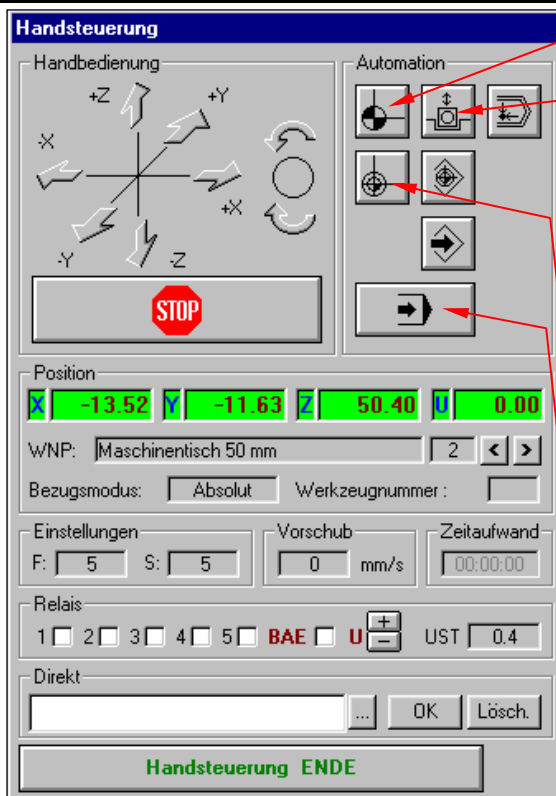 Handsteuerung
Handbedienung
Automation
+Z
+Y
-X
+X
-Y
-Z
STOP
Position
X -13.52 Y -11.63 Z 50.40 U 0.00
WNP: Maschinentisch 50 mm 2 < >
Bezugsmodus: Absolut Werkzeugnummer :
Einstellungen Vorschub Zeitaufwand
F: 5 S: 5 0 mm/s 00:00:00
Relais
1 2 3 4 5 BAE U + - UST 0.4
Direkt
... OK Lösch.
Handsteuerung ENDE